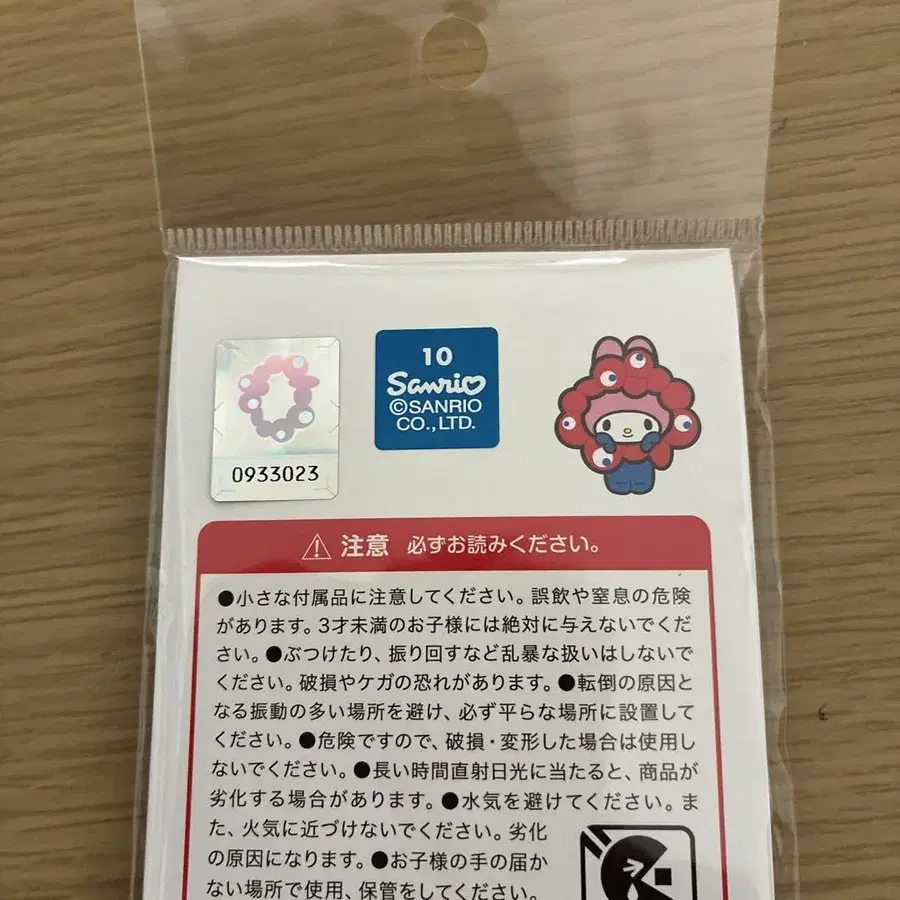 0933023
10
Sanrio
©SANRIO
CO., LTD.
注意 必ずお読みください。
●小さな付属品に注意してください。誤飲や窒息の危険
があります。3才未満のお子様には絶対に与えないでくだ
さい。●ぶつけたり、振り回すなど乱暴な扱いはしないで
ください。破損やケガの恐れがあります。●転倒の原因と
なる振動の多い場所を避け、必ず平らな場所に設置して
ください。●危険ですので、破損・変形した場合は使用し
ないでください。●長い時間直射日光に当たると、商品が
劣化する場合があります。●水気を避けてください。ま
た、火気に近づけないでください。劣化
の原因になります。●お子様の手の届か
ない場所で使用、保管をしてください。